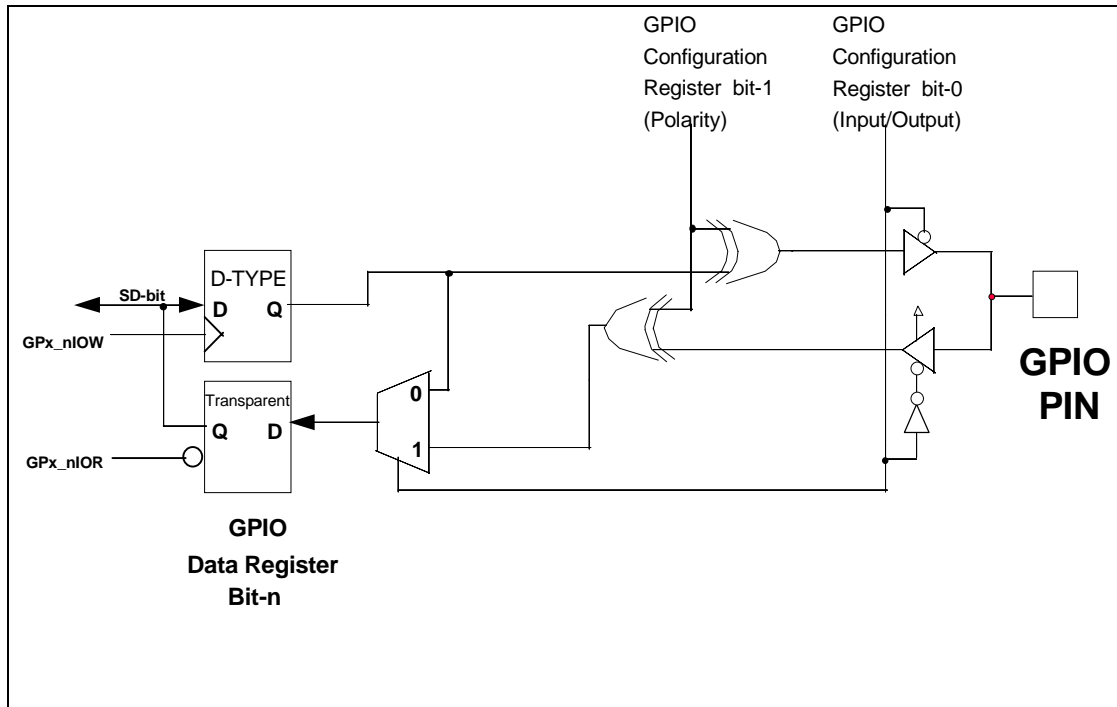 GPIO
Configuration
Register bit-1
(Polarity)
GPIO
Configuration
Register bit-0
(Input/Output)
D-TYPE
SD-bit
D Q
GPx_nIOW
Transparent
Q D
GPx_nIOR
0
1
GPIO
PIN
GPIO
Data Register
Bit-n